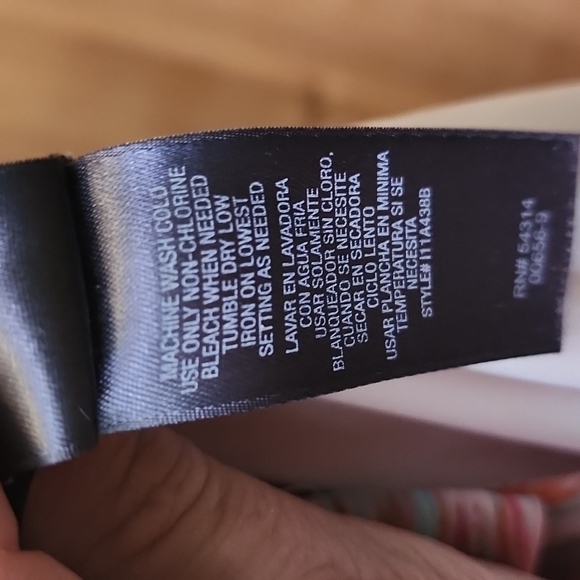 MACHINE WASH COLD
USE ONLY NON-CHLORINE
BLEACH WHEN NEEDED
TUMBLE DRY LOW
IRON ON LOWEST
SETTING AS NEEDED
LAVAR EN LAVADORA
CON AGUA FRIA
USAR SOLAMENTE
BLANQUEADOR SIN CLORO,
CUANDO SE NECESITE
SECAR EN SECADORA
CICLO LENTO
USAR PLANCHA EN MINIMA
TEMPERATURA SI SE
NECESITA
STYLE# I11A438B
RN# 54314
00656-9